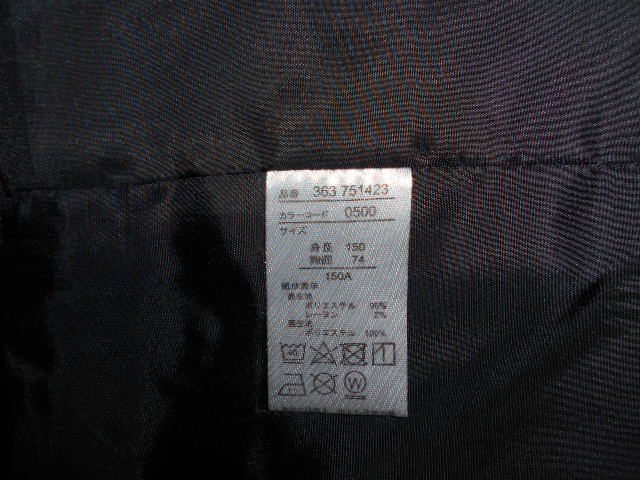 品番 363 751423
カラーコード 0500
サイズ
身長 150
胸囲 74
150A
組成表示
表生地
ポリエステル 98%
レーヨン 2%
裏生地
ポリエステル 100%
40
W